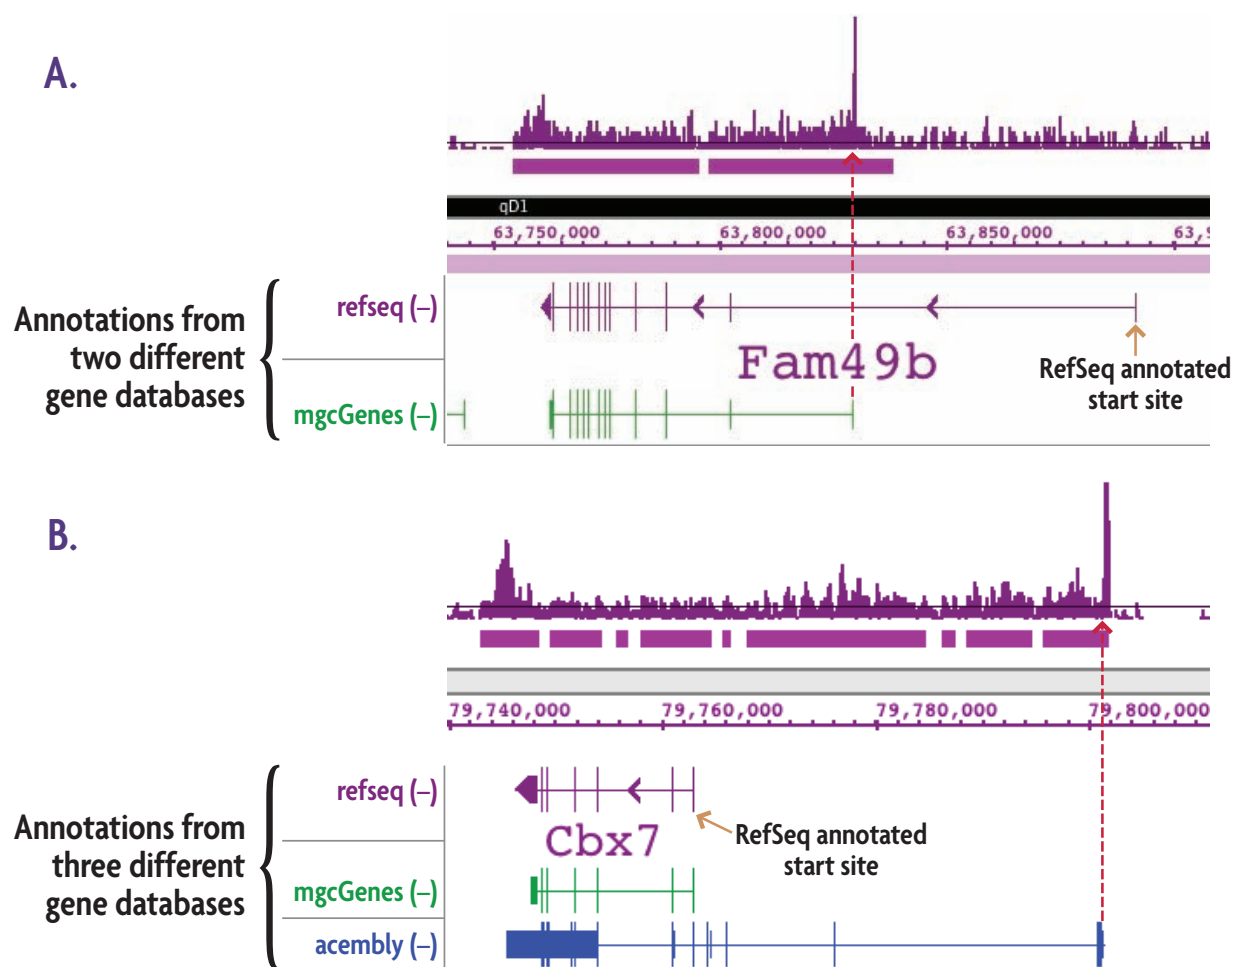 A.
qD1
63,750,000 63,800,000 63,850,000 63,9
Annotations from
two different
gene databases
refseq (–)
Fam49b
RefSeq annotated
start site
mgcGenes (–)
B.
79,740,000 79,760,000 79,780,000 79,800,000
Annotations from
three different
gene databases
refseq (–)
Cbx7
RefSeq annotated
start site
mgcGenes (–)
acembly (–)